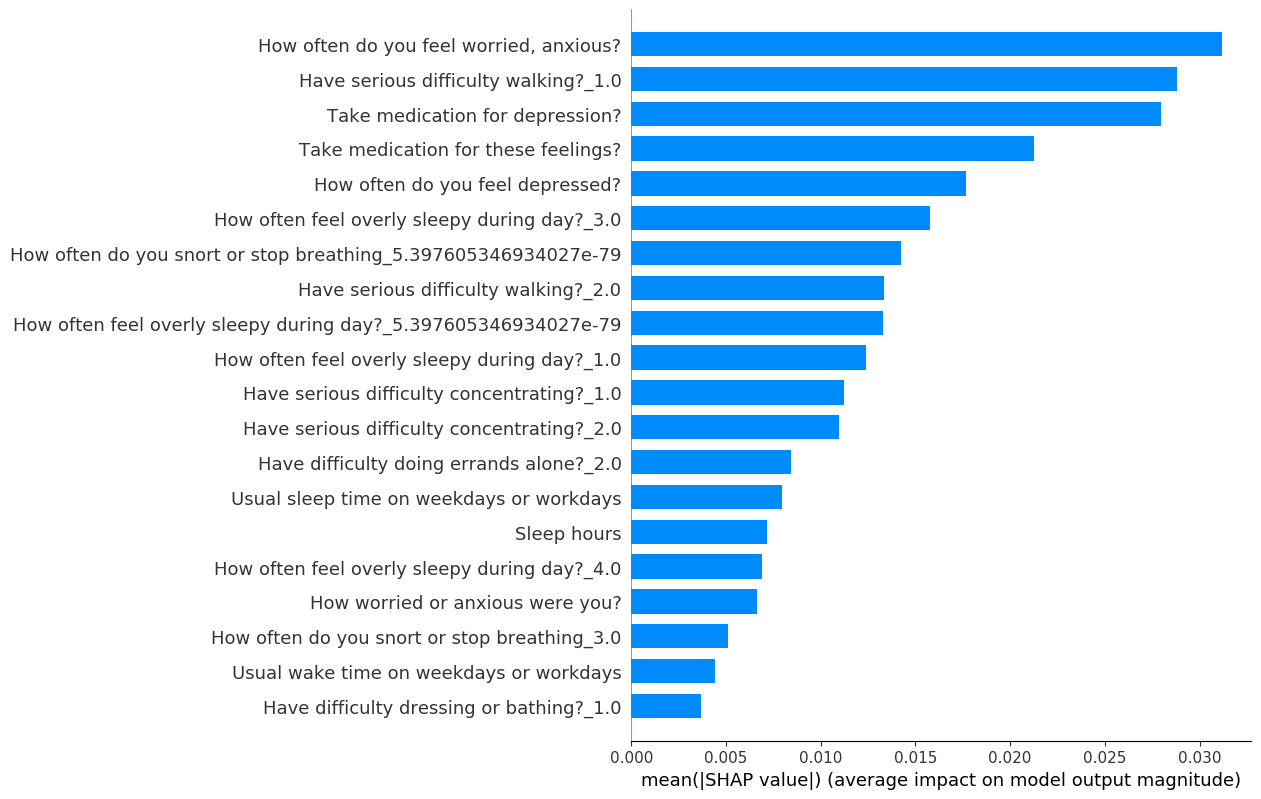 How often do you feel worried, anxious?
Have serious difficulty walking?_1.0
Take medication for depression?
Take medication for these feelings?
How often do you feel depressed?
How often feel overly sleepy during day?_3.0
How often do you snort or stop breathing_5.397605346934027e-79
Have serious difficulty walking?_2.0
How often feel overly sleepy during day?_5.397605346934027e-79
How often feel overly sleepy during day?_1.0
Have serious difficulty concentrating?_1.0
Have serious difficulty concentrating?_2.0
Have difficulty doing errands alone?_2.0
Usual sleep time on weekdays or workdays
Sleep hours
How often feel overly sleepy during day?_4.0
How worried or anxious were you?
How often do you snort or stop breathing_3.0
Usual wake time on weekdays or workdays
Have difficulty dressing or bathing?_1.0
0.000 0.005 0.010 0.015 0.020 0.025 0.030
mean(|SHAP value|) (average impact on model output magnitude)